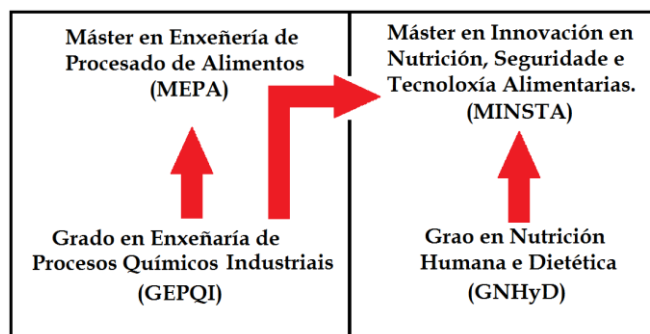 Máster en Enxeñería de
Procesado de Alimentos
(MEPA)
Máster en Innovación en
Nutrición, Seguridade e
Tecnoloxía Alimentarias.
(MINSTA)
Grado en Enxeñaría de
Procesos Químicos Industriais
(GEPQI)
Grao en Nutrición
Humana e Dietética
(GNHyD)